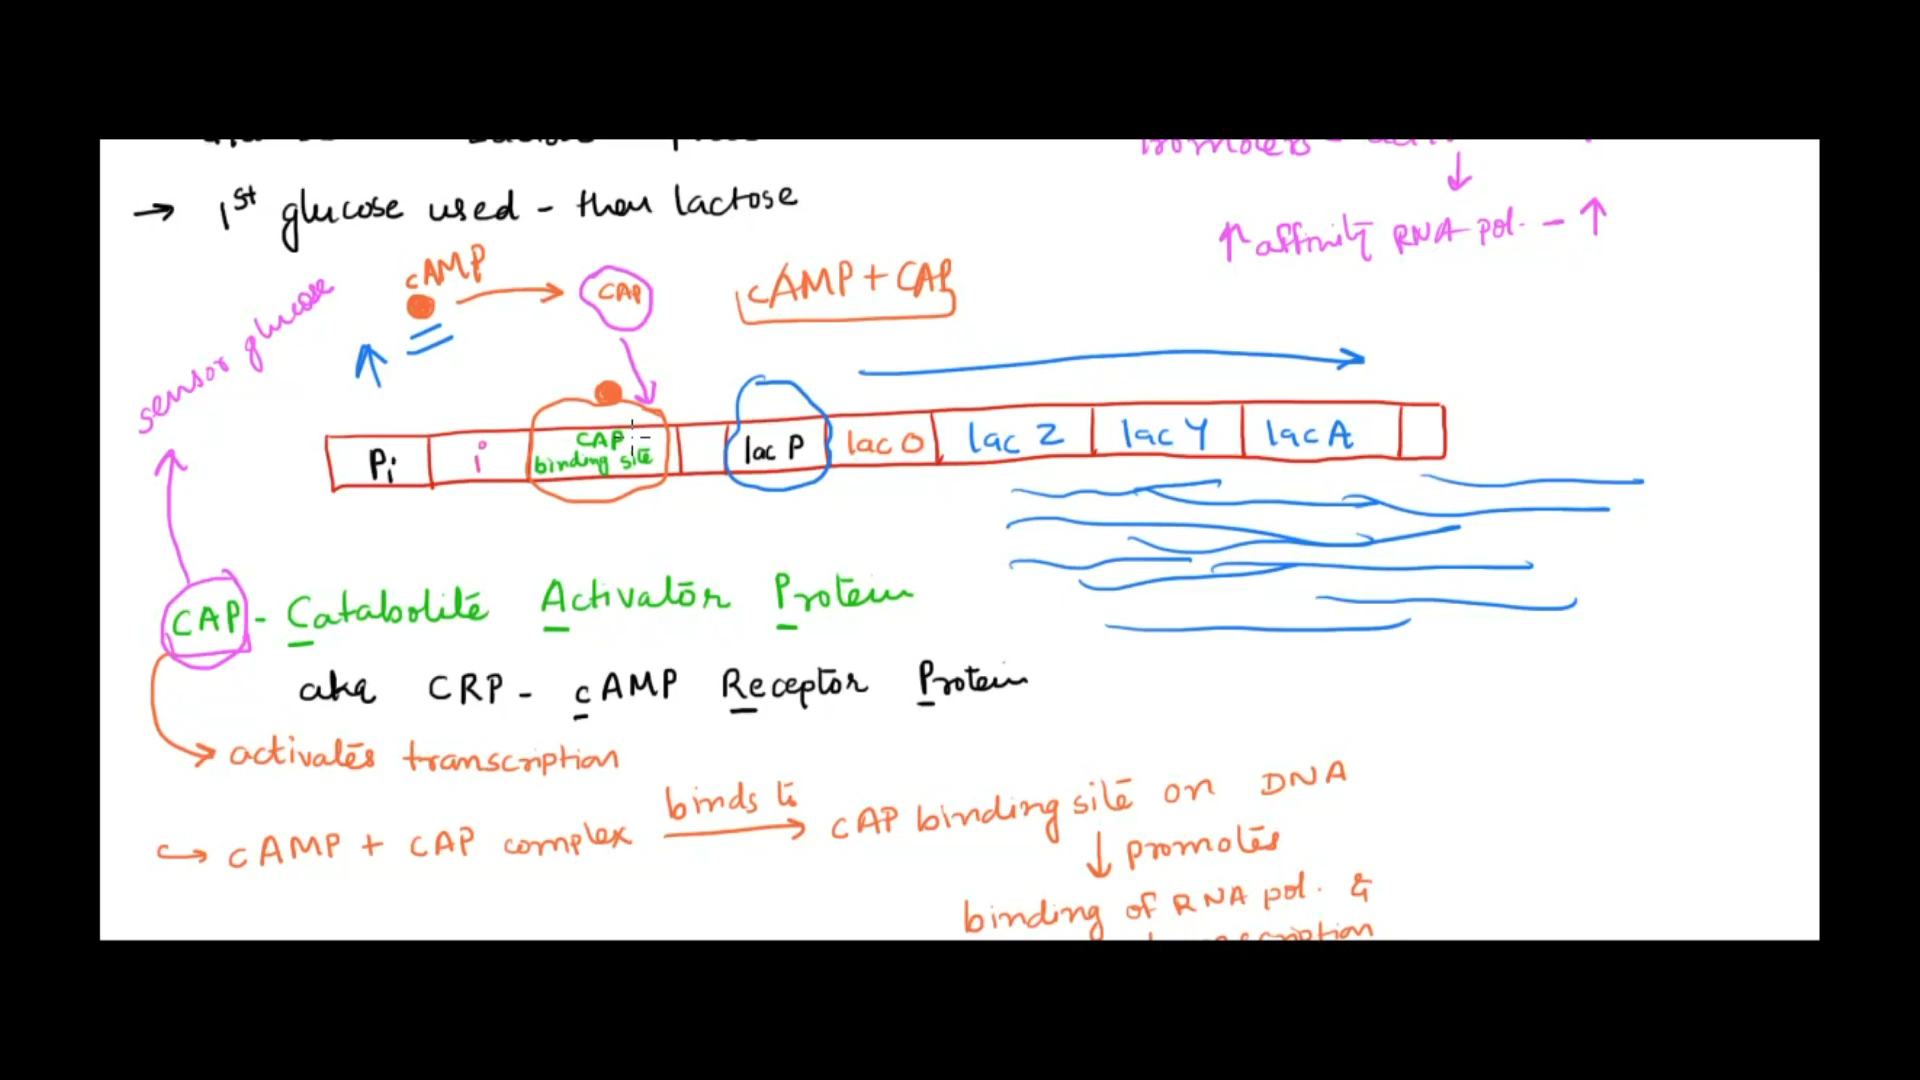 → 1st glucose used - then lactose
↑ affinity RNA pol. - ↑
sensor glucose
cAMP
CAP
cAMP + CAP
Pi i CAP binding site lac P lac O lac Z lac Y lac A
CAP - Catabolite Activator Protein
aka CRP - cAMP Receptor Protein
activates transcription
cAMP + CAP complex binds to CAP binding site on DNA
↓ promotes
binding of RNA pol. &